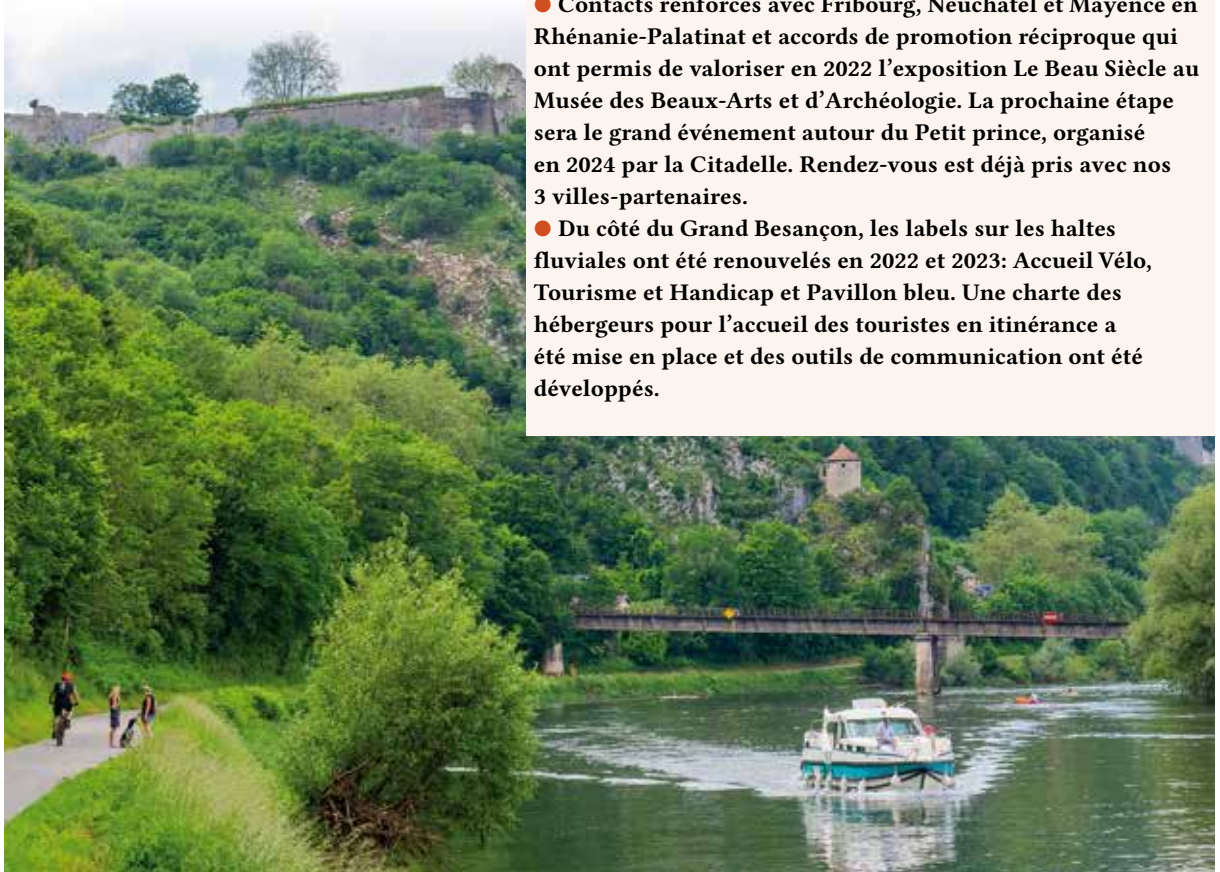 ● Contacts renforcés avec Fribourg, Neuchâtel et Mayence en
Rhénanie-Palatinat et accords de promotion réciproque qui
ont permis de valoriser en 2022 l’exposition Le Beau Siècle au
Musée des Beaux-Arts et d’Archéologie. La prochaine étape
sera le grand événement autour du Petit prince, organisé
en 2024 par la Citadelle. Rendez-vous est déjà pris avec nos
3 villes-partenaires.
● Du côté du Grand Besançon, les labels sur les haltes
fluviales ont été renouvelés en 2022 et 2023: Accueil Vélo,
Tourisme et Handicap et Pavillon bleu. Une charte des
hébergeurs pour l’accueil des touristes en itinérance a
été mise en place et des outils de communication ont été
développés.